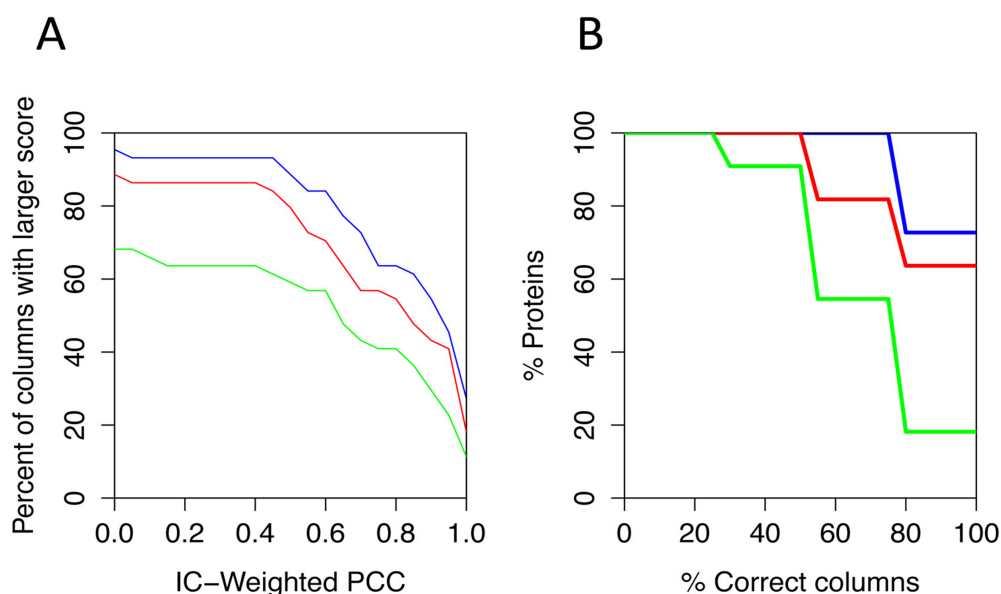 A
Percent of columns with larger score
100
80
60
40
20
0
0.0 0.2 0.4 0.6 0.8 1.0
IC−Weighted PCC
B
% Proteins
100
80
60
40
20
0
0 20 40 60 80 100
% Correct columns